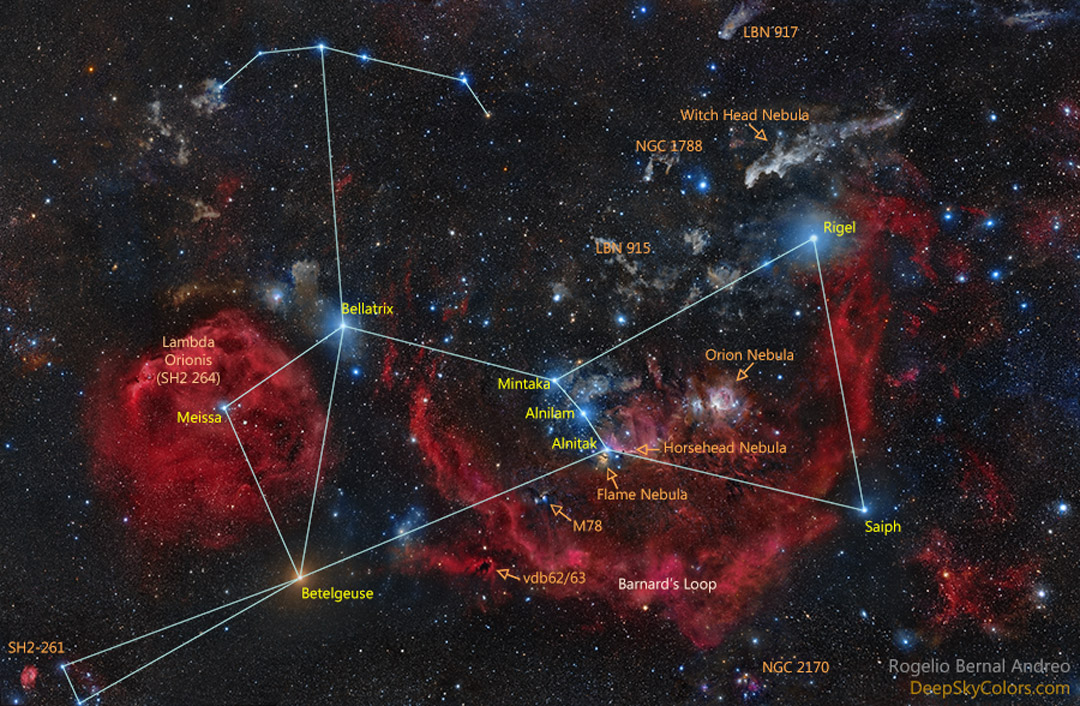 LBN 917
Witch Head Nebula
NGC 1788
Rigel
LBN 915
Bellatrix
Lambda
Orionis
(SH2 264)
Orion Nebula
Mintaka
Meissa
Alnilam
Alnitak
Horsehead Nebula
Flame Nebula
M78
Saiph
vdb62/63
Barnard's Loop
Betelgeuse
SH2-261
NGC 2170
Rogelio Bernal Andreo
DeepSkyColors.com